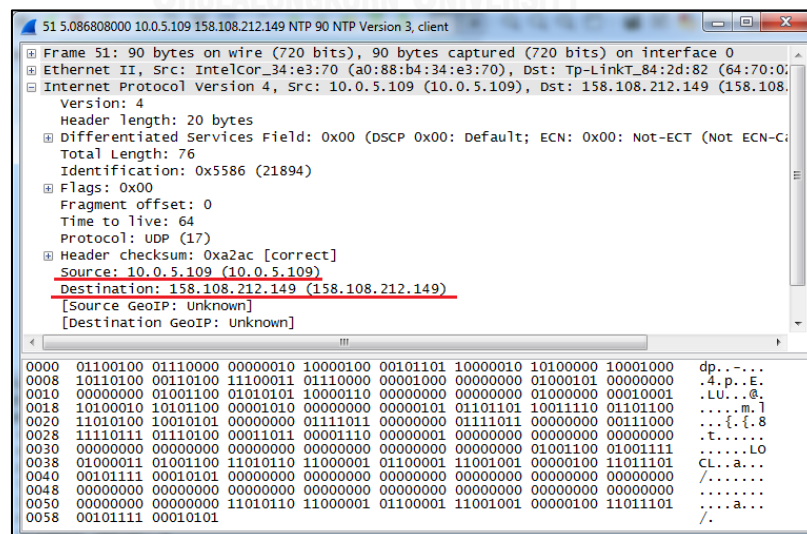 51 5.086808000 10.0.5.109 158.108.212.149 NTP 90 NTP Version 3, client
Frame 51: 90 bytes on wire (720 bits), 90 bytes captured (720 bits) on interface 0
Ethernet II, Src: IntelCor_34:e3:70 (a0:88:b4:34:e3:70), Dst: Tp-LinkT_84:2d:82 (64:70:02
Internet Protocol Version 4, Src: 10.0.5.109 (10.0.5.109), Dst: 158.108.212.149 (158.108.
Version: 4
Header length: 20 bytes
Differentiated Services Field: 0x00 (DSCP 0x00: Default; ECN: 0x00: Not-ECT (Not ECN-Ca
Total Length: 76
Identification: 0x5586 (21894)
Flags: 0x00
Fragment offset: 0
Time to live: 64
Protocol: UDP (17)
Header checksum: 0xa2ac [correct]
Source: 10.0.5.109 (10.0.5.109)
Destination: 158.108.212.149 (158.108.212.149)
[Source GeoIP: Unknown]
[Destination GeoIP: Unknown]
0000 01100100 01110000 00000010 10000100 00101101 10000010 10100000 10001000 dp..-...
0008 10110100 00110100 11100011 01110000 00001000 00000000 01000101 00000000 .4.p..E.
0010 00000000 01001100 01010101 10000110 00000000 00000000 01000000 00010001 .LU...@.
0018 10100010 10101100 00001010 00000000 00000101 01101101 10011110 01101100 .....m.l
0020 11010100 10010101 00000000 01111011 00000000 01111011 00000000 00111000 ...{.{.8
0028 11110111 01110100 00011011 00001110 00000000 00000001 00000000 00000000 .t......
0030 00000000 00000000 00000000 00000000 00000000 00000000 01001100 01001111 ......LO
0038 01000011 01001100 11010110 11000001 01100001 11001001 00000100 11011101 CL..a...
0040 00101111 00010101 00000000 00000000 00000000 00000000 00000000 00000000 /.......
0048 00000000 00000000 00000000 00000000 00000000 00000000 00000000 00000000 ........
0050 00000000 00000000 11010110 11000001 01100001 11001001 00000100 11011101 ....a...
0058 00101111 00010101 /.